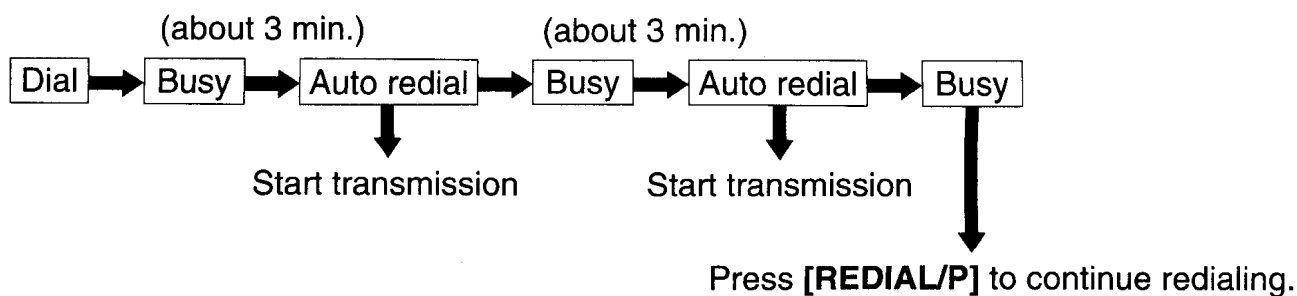 (about 3 min.) (about 3 min.)
Dial Busy Auto redial Busy Auto redial Busy
Start transmission Start transmission
Press [REDIAL/P] to continue redialing.